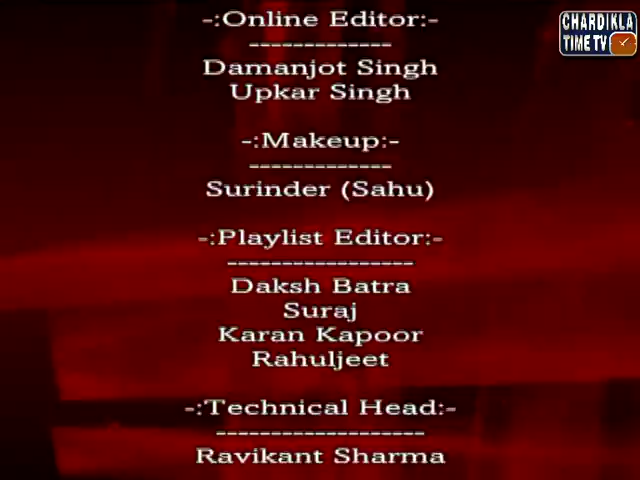 -:Online Editor:-
-------------
Damanjot Singh
Upkar Singh
-:Makeup:-
-------------
Surinder (Sahu)
-:Playlist Editor:-
-----------------
Daksh Batra
Suraj
Karan Kapoor
Rahuljeet
-:Technical Head:-
-------------------
Ravikant Sharma
CHARDIKLA
TIME TV